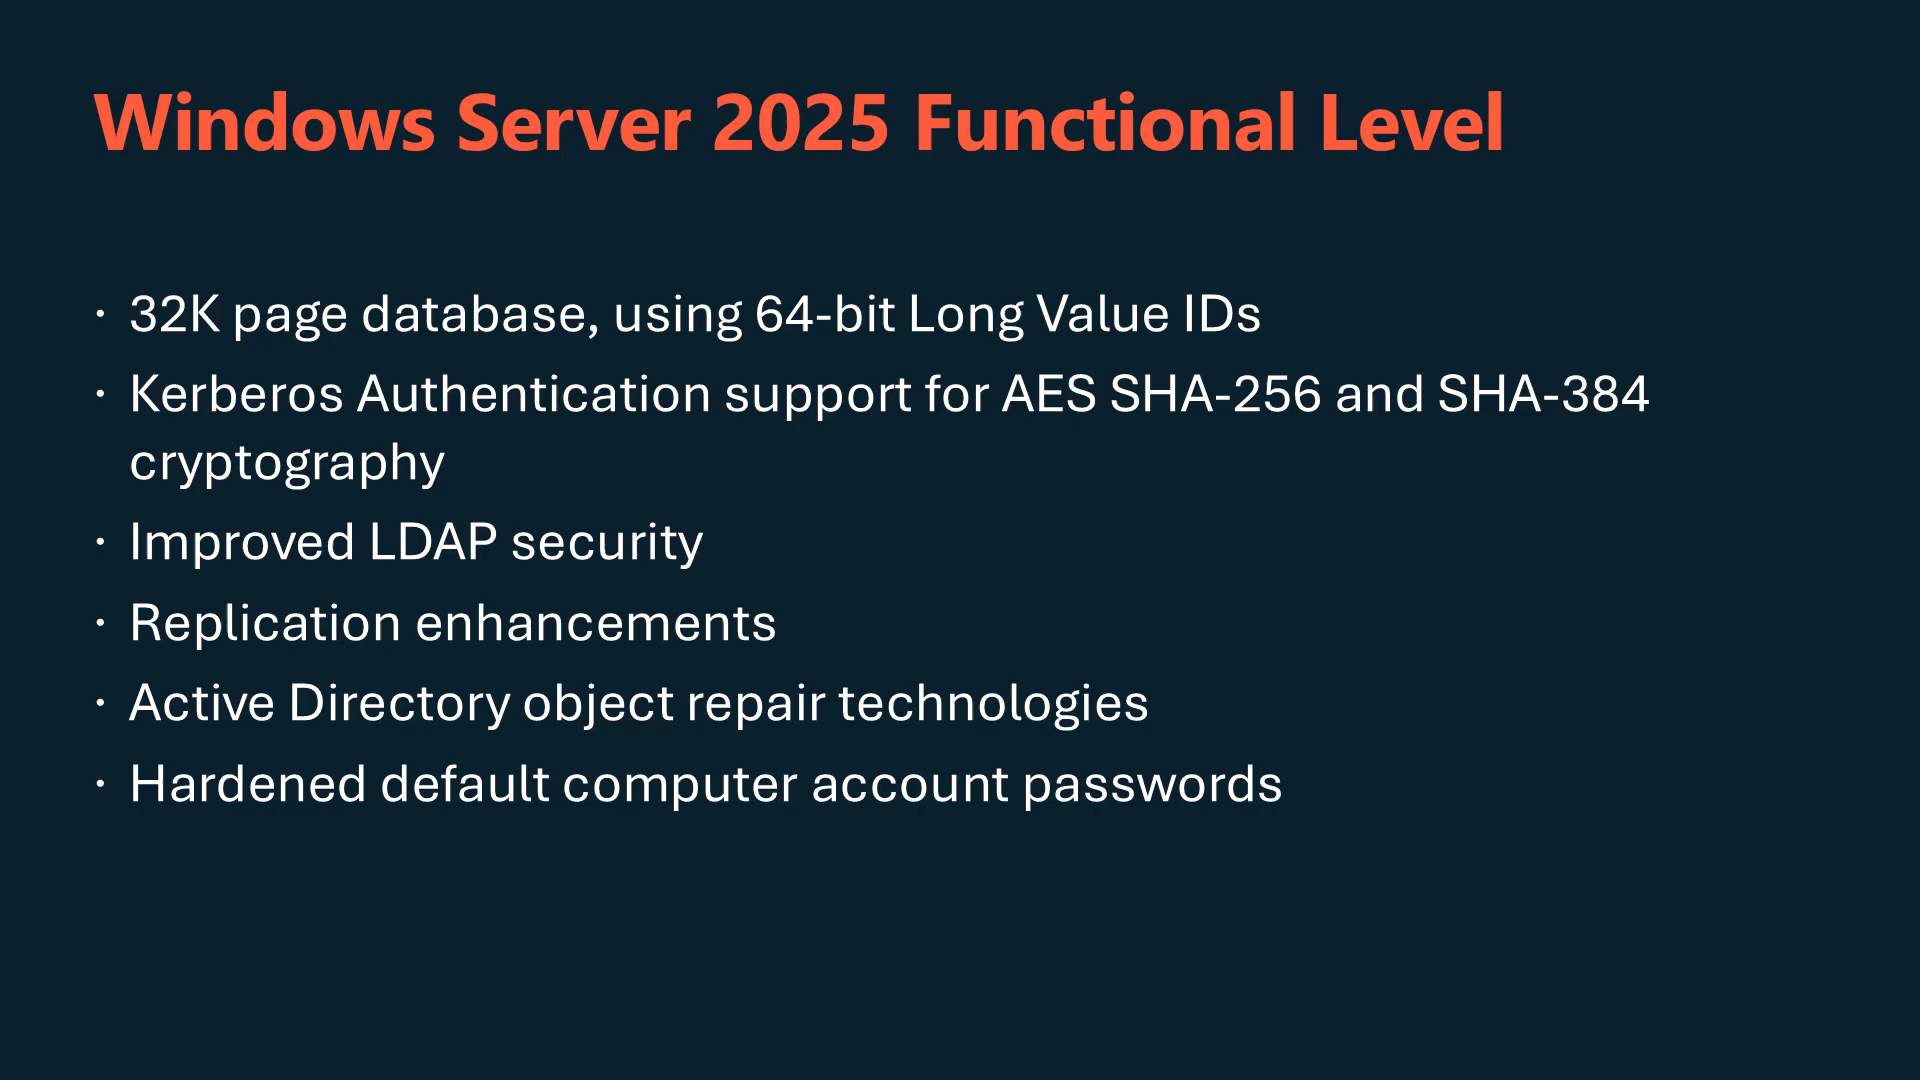 Windows Server 2025 Functional Level
· 32K page database, using 64-bit Long Value IDs
· Kerberos Authentication support for AES SHA-256 and SHA-384
cryptography
· Improved LDAP security
· Replication enhancements
· Active Directory object repair technologies
· Hardened default computer account passwords